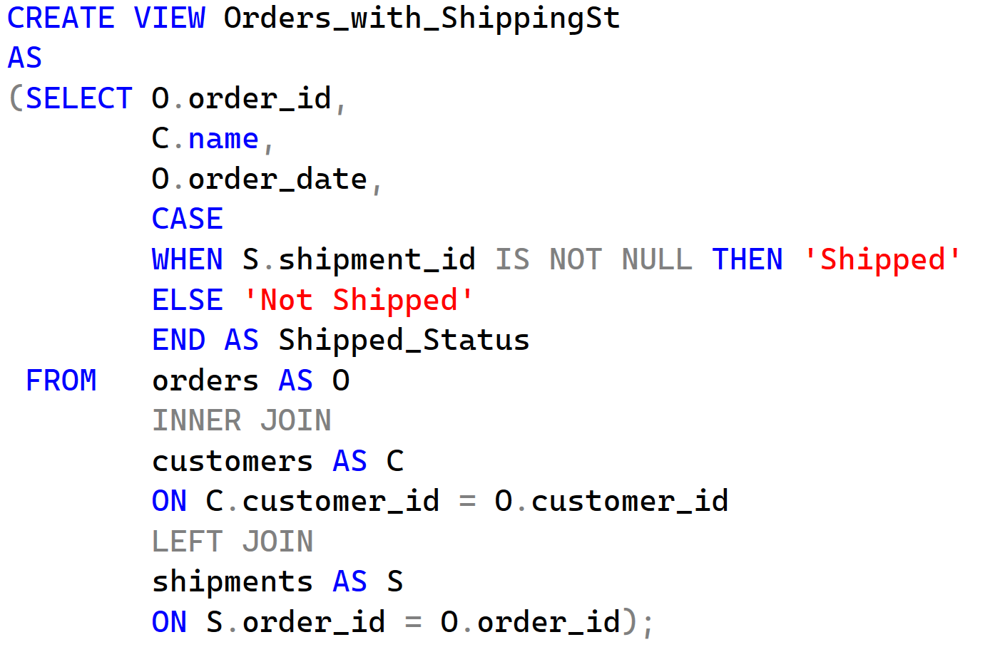 CREATE VIEW Orders_with_ShippingSt
AS
(SELECT O.order_id,
C.name,
O.order_date,
CASE
WHEN S.shipment_id IS NOT NULL THEN 'Shipped'
ELSE 'Not Shipped'
END AS Shipped_Status
FROM orders AS O
INNER JOIN
customers AS C
ON C.customer_id = O.customer_id
LEFT JOIN
shipments AS S
ON S.order_id = O.order_id);